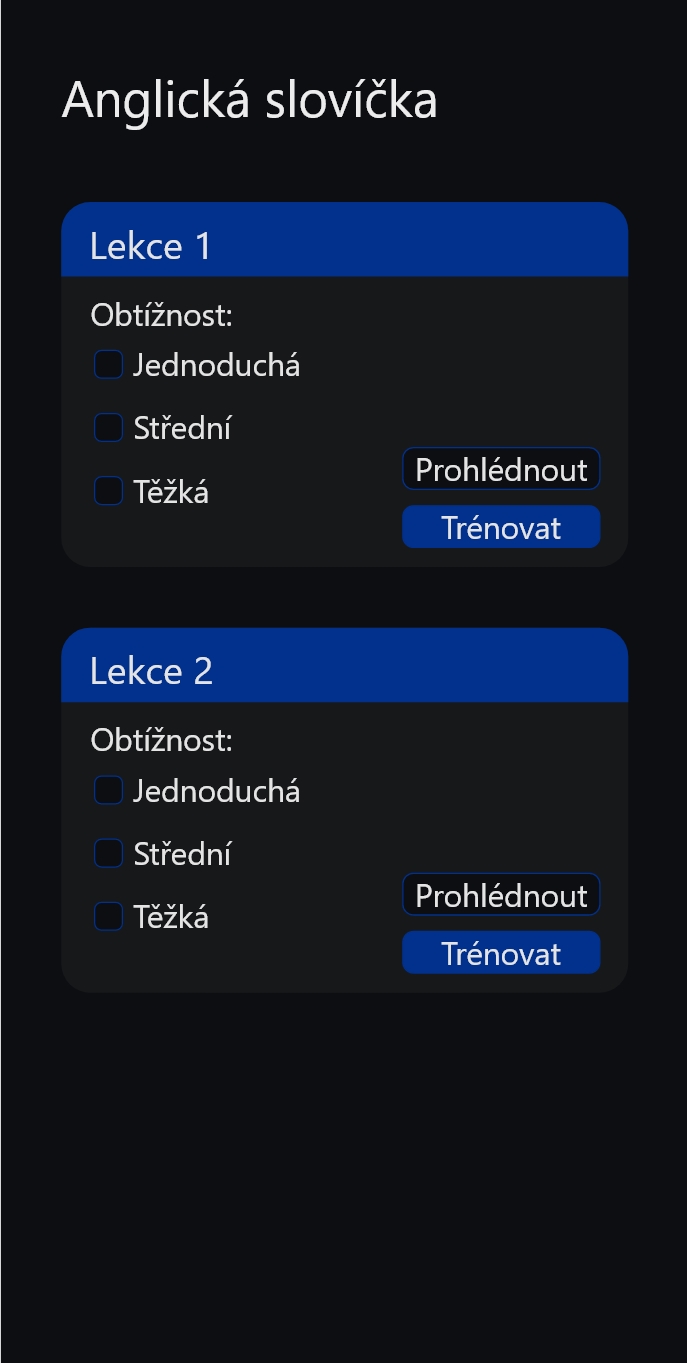 Anglická slovíčka
Lekce 1
Obtížnost:
Jednoduchá
Střední
Těžká
Prohlédnout
Trénovat
Lekce 2
Obtížnost:
Jednoduchá
Střední
Těžká
Prohlédnout
Trénovat